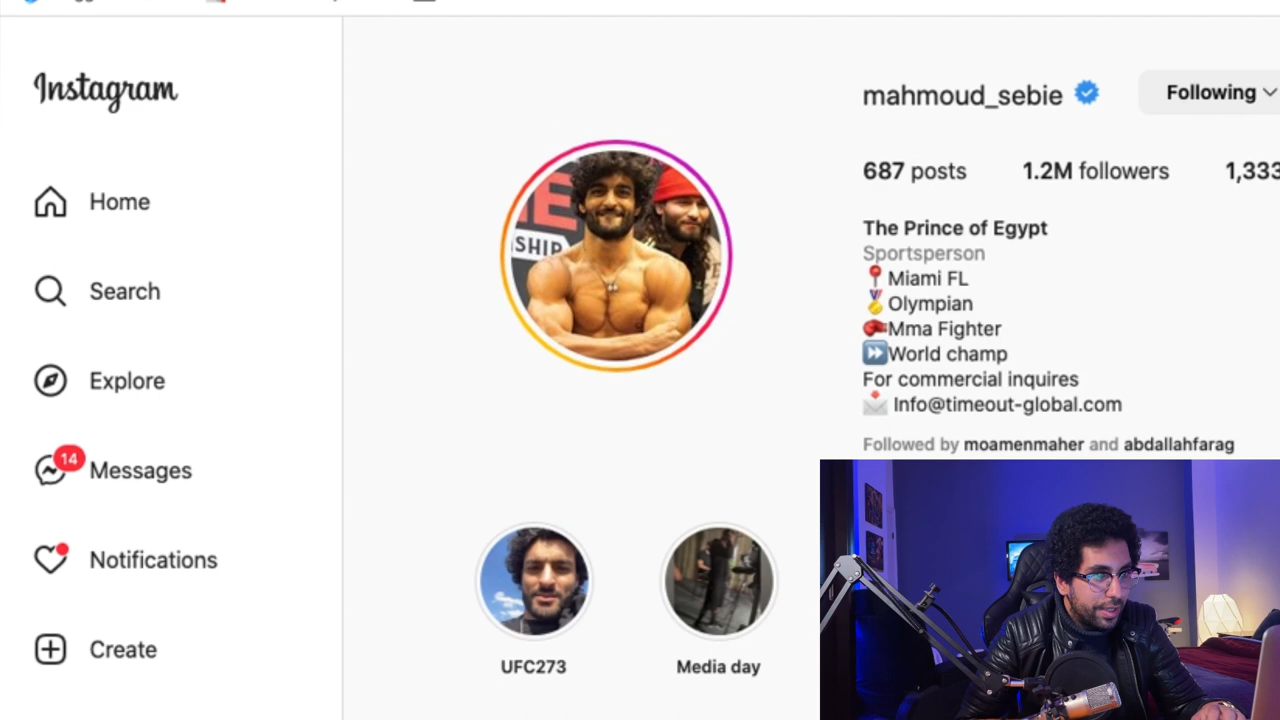 Instagram
Home
Search
Explore
14
Messages
Notifications
Create
mahmoud_sebie
Following
687 posts 1.2M followers 1,333
The Prince of Egypt
Sportsperson
📍Miami FL
🏅Olympian
🥊Mma Fighter
⏩World champ
For commercial inquires
📩 Info@timeout-global.com
Followed by moamenmaher and abdallahfarag
SHIP
UFC273
Media day